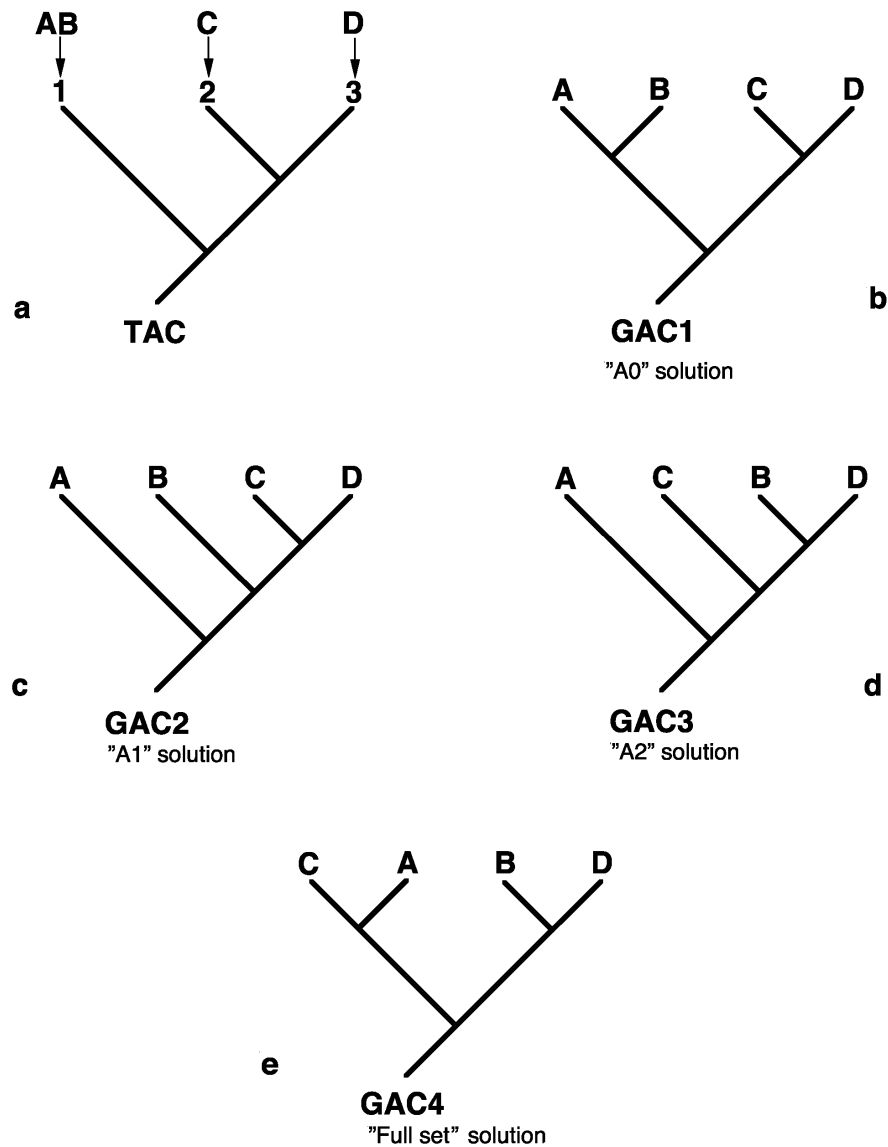 AB C D
1 2 3
TAC
a
A B C D
GAC1
"A0" solution
b
A B C D
GAC2
"A1" solution
c
A C B D
GAC3
"A2" solution
d
C A B D
GAC4
"Full set" solution
e